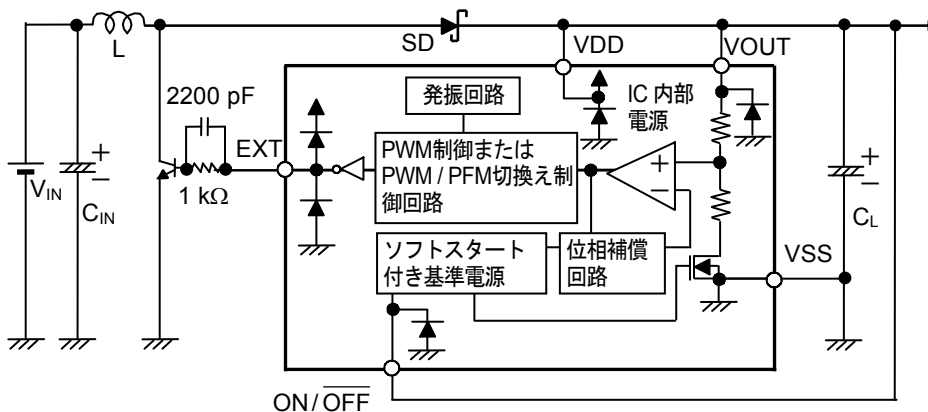 L
SD
VDD
VOUT
2200 pF
発振回路
IC 内部
電源
EXT
PWM制御または
PWM / PFM切換え制
御回路
+
−
+
−
VIN
CIN
1 kΩ
+
−
CL
ソフトスタート
付き基準電源
位相補償
回路
VSS
ON / OFF